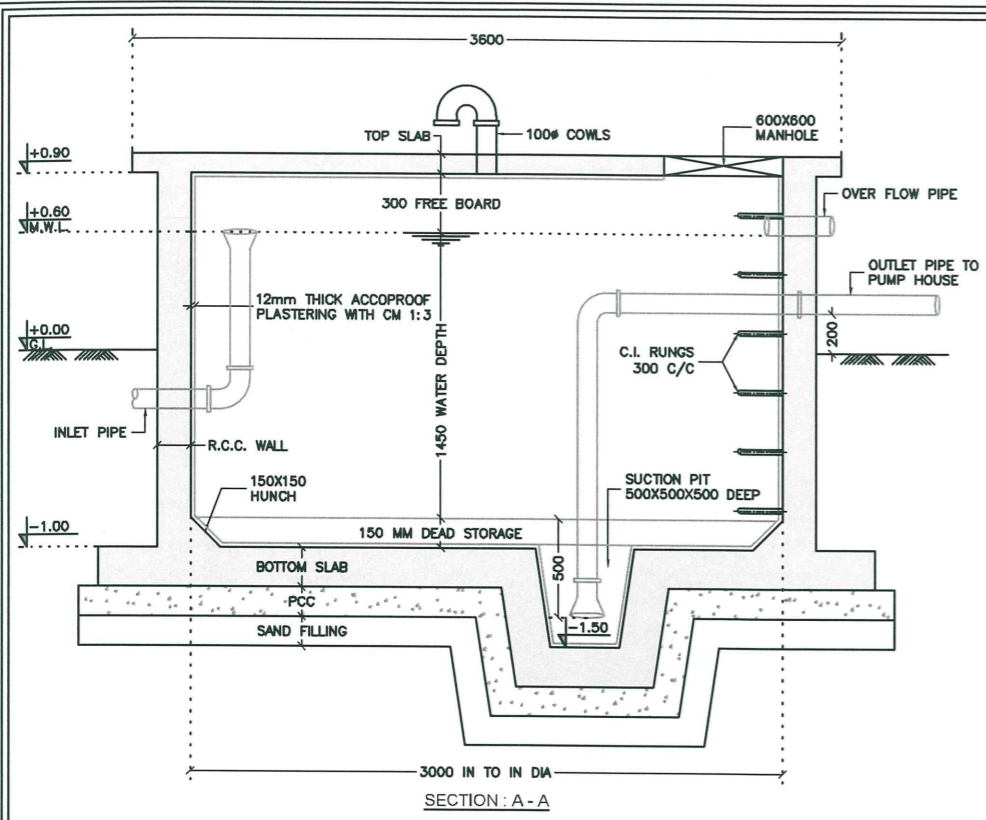 3600
TOP SLAB
100ø COWLS
600X600
MANHOLE
+0.90
300 FREE BOARD
OVER FLOW PIPE
+0.60
M.W.L.
OUTLET PIPE TO
PUMP HOUSE
12mm THICK ACCOPROOF
PLASTERING WITH CM 1:3
+0.00
G.L.
200
C.I. RUNGS
300 C/C
1450 WATER DEPTH
INLET PIPE
R.C.C. WALL
150X150
HUNCH
SUCTION PIT
500X500X500 DEEP
-1.00
150 MM DEAD STORAGE
BOTTOM SLAB
500
PCC
SAND FILLING
-1.50
3000 IN TO IN DIA
SECTION : A - A